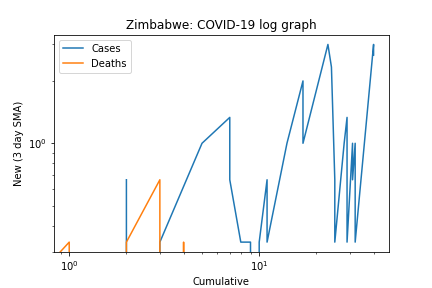 Zimbabwe: COVID-19 log graph
Cases
Deaths
New (3 day SMA)
10⁰
10⁰
10¹
Cumulative